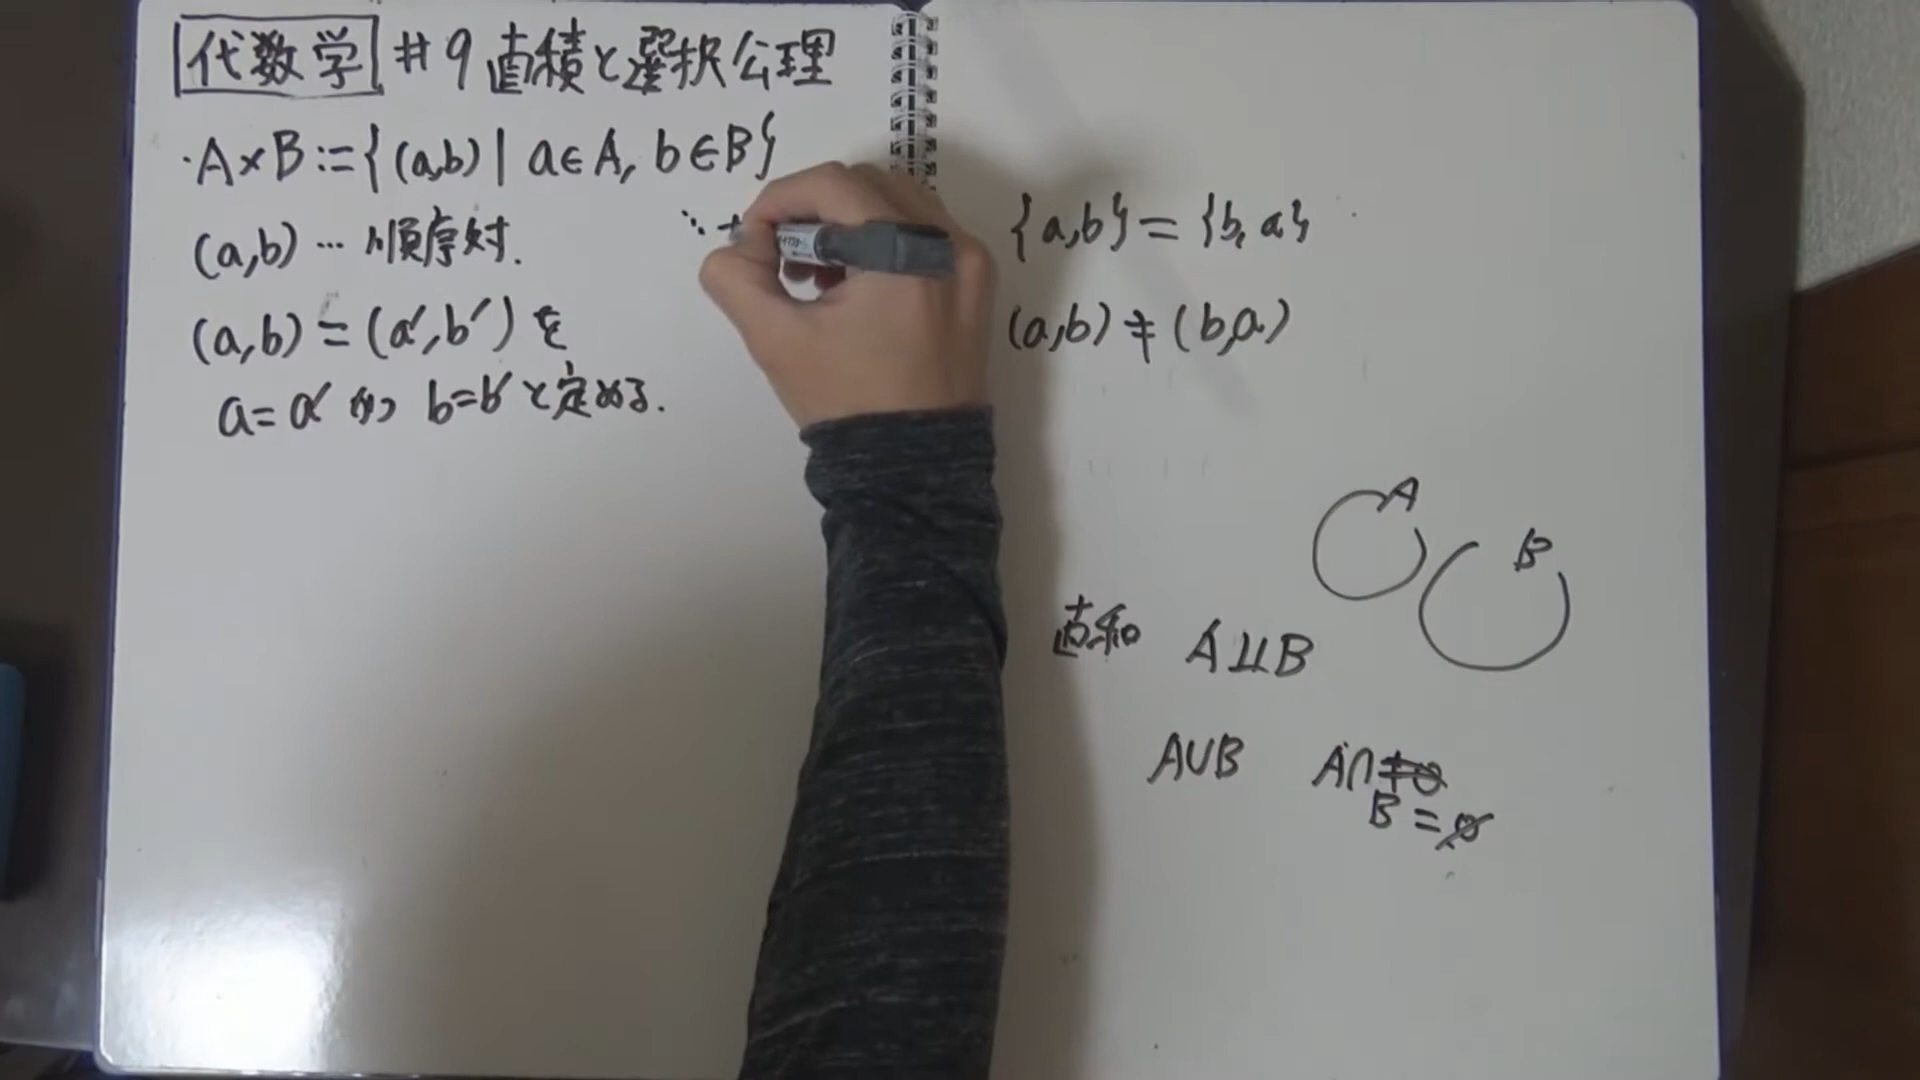 代数学 #9 直積と選択公理
・A×B:={(a,b)| a∈A, b∈B}
(a,b) … 順序対.
(a,b)=(a′,b′)を
a=a′ かつ b=b′と定める.
{a,b}={b,a}
(a,b)≠(b,a)
A
B
直和 A⨿B
A∪B A∩
B=∅